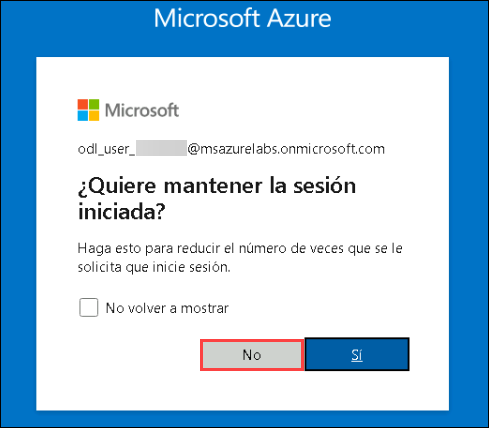 Microsoft Azure
Microsoft
odl_user_@msazurelabs.onmicrosoft.com
¿Quiere mantener la sesión
iniciada?
Haga esto para reducir el número de veces que se le
solicita que inicie sesión.
No volver a mostrar
No
Sí